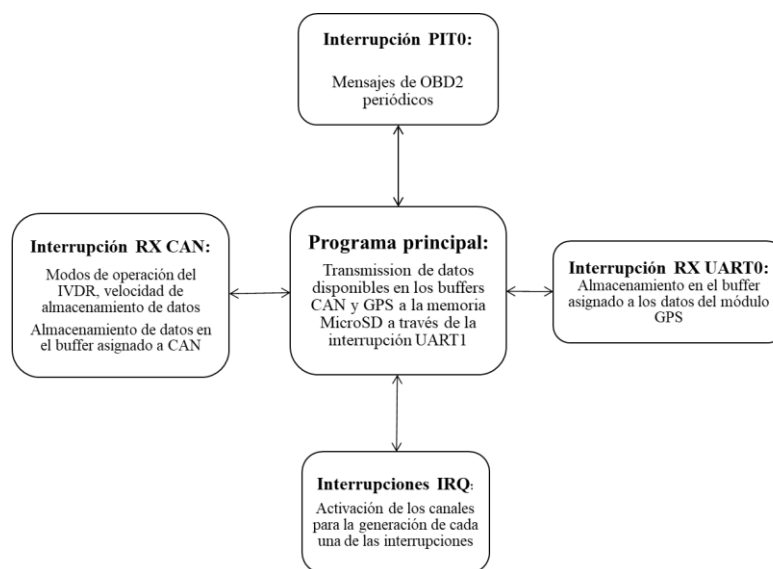 Interrupción PIT0:
Mensajes de OBD2
periódicos
Interrupción RX CAN:
Modos de operación del
IVDR, velocidad de
almacenamiento de datos
Almacenamiento de datos en
el buffer asignado a CAN
Programa principal:
Transmission de datos
disponibles en los buffers
CAN y GPS a la memoria
MicroSD a través de la
interrupción UART1
Interrupción RX UART0:
Almacenamiento en el buffer
asignado a los datos del módulo
GPS
Interrupciones IRQ:
Activación de los canales
para la generación de cada
una de las interrupciones